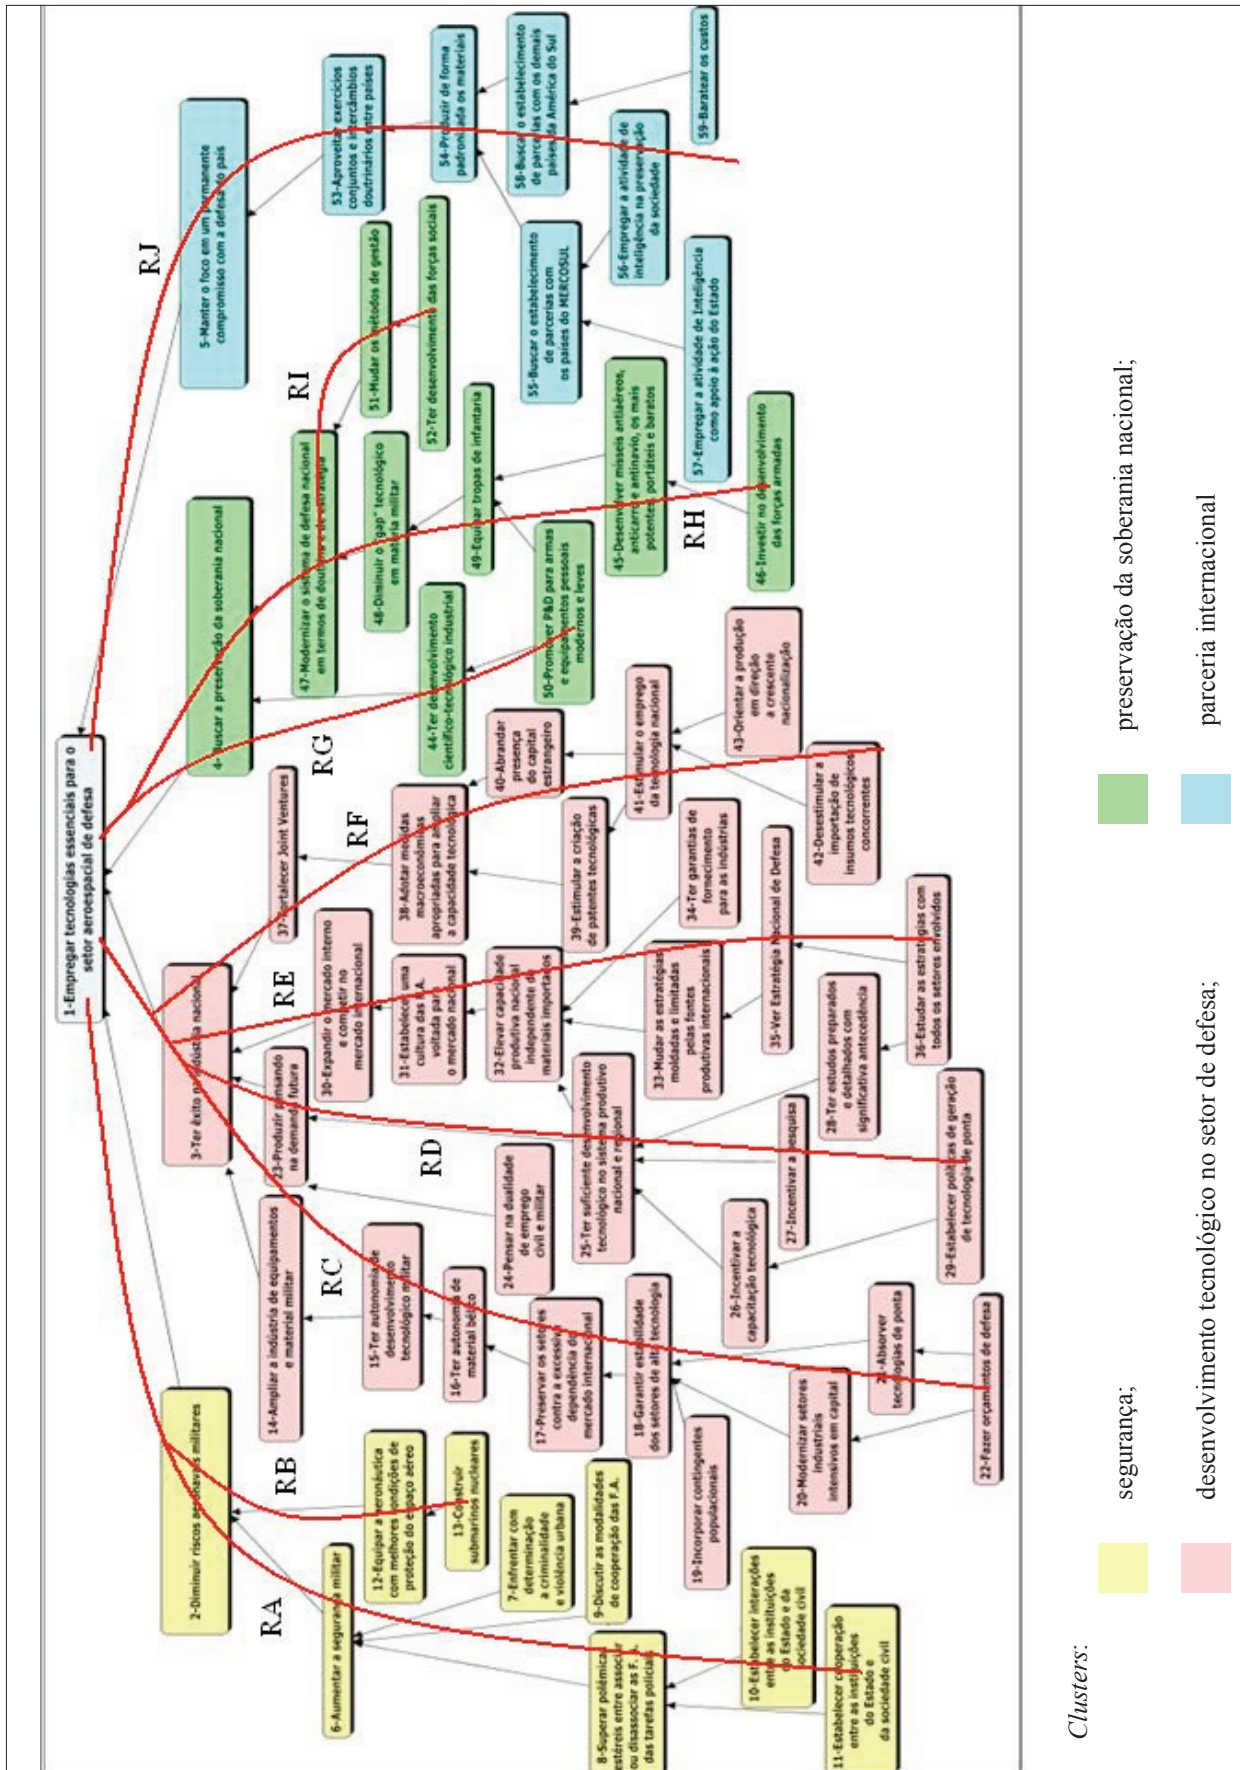 1-Empregar tecnologias essenciais para o
setor aeroespacial de defesa
2-Diminuir riscos aeronavais militares
3-Ter êxito na indústria nacional
4-Buscar a preservação da soberania nacional
5-Manter o foco em um permanente
compromisso com a defesa do país
RA
RB
RC
RD
RE
RF
RG
RH
RI
RJ
6-Aumentar a segurança militar
7-Enfrentar com
determinação
a criminalidade
e violência urbana
8-Superar polêmicas
estéreis entre associar
ou disassociar as F. A.
das tarefas policiais
9-Discutir as modalidades
de cooperação das F.A.
10-Estabelecer interações
entre as instituições
do Estado e da
sociedade civil
11-Estabelecer cooperação
entre as instituições
do Estado e
da sociedade civil
12-Equipar a aeronáutica
com melhores condições de
proteção do espaço aéreo
13-Construir
submarinos nucleares
14-Ampliar a indústria de equipamentos
e material militar
15-Ter autonomia de
desenvolvimento
tecnológico militar
16-Ter autonomia de
material bélico
17-Preservar os setores
contra a excessiva
dependência do
mercado internacional
18-Garantir estabilidade
dos setores de alta tecnologia
19-Incorporar contingentes
populacionais
20-Modernizar setores
industriais
intensivos em capital
21-Absorver
tecnologias de ponta
22-Fazer orçamentos de defesa
23-Produzir pensando
na demanda futura
24-Pensar na dualidade
de emprego
civil e militar
25-Ter suficiente desenvolvimento
tecnológico no sistema produtivo
nacional e regional
26-Incentivar a
capacitação tecnológica
27-Incentivar a pesquisa
28-Ter estudos preparados
e detalhados com
significativa antecedência
29-Estabelecer políticas de geração
de tecnologia de ponta
30-Expandir o mercado interno
e competir no
mercado internacional
31-Estabelecer uma
cultura das F.A.
voltada para
o mercado nacional
32-Elevar capacidade
produtiva nacional
independente de
materiais importados
33-Mudar as estratégias
moldadas e limitadas
pelas fontes
produtivas internacionais
34-Ter garantias de
fornecimento
para as indústrias
35-Ver Estratégia Nacional de Defesa
36-Estudar as estratégias com
todos os setores envolvidos
37-Fortalecer Joint Ventures
38-Adotar medidas
macroeconômicas
apropriadas para ampliar
a capacidade tecnológica
39-Estimular a criação
de patentes tecnológicas
40-Abrandar
presença
do capital
estrangeiro
41-Estimular o emprego
da tecnologia nacional
42-Desestimular a
importação de
insumos tecnológicos
concorrentes
43-Orientar a produção
em direção
a crescente
nacionalização
44-Ter desenvolvimento
científico-tecnológico industrial
45-Desenvolver mísseis antiaéreos,
anticarro e antinavio, os mais
potentes, portáteis e baratos
46-Investir no desenvolvimento
das forças armadas
47-Modernizar o sistema de defesa nacional
em termos de doutrina e de estratégia
48-Diminuir o "gap" tecnológico
em matéria militar
49-Equipar tropas de infantaria
50-Promover P&D para armas
e equipamentos pessoais
modernos e leves
51-Mudar os métodos de gestão
52-Ter desenvolvimento das forças sociais
53-Aproveitar exercícios
conjuntos e intercâmbios
doutrinários entre países
54-Produzir de forma
padronizada os materiais
55-Buscar o estabelecimento
de parcerias com
os países do MERCOSUL
56-Empregar a atividade de
inteligência na preservação
da sociedade
57-Empregar a atividade de Inteligência
como apoio à ação do Estado
58-Buscar o estabelecimento
de parcerias com os demais
países da América do Sul
59-Baratear os custos
Clusters:
segurança;
preservação da soberania nacional;
desenvolvimento tecnológico no setor de defesa;
parceria internacional